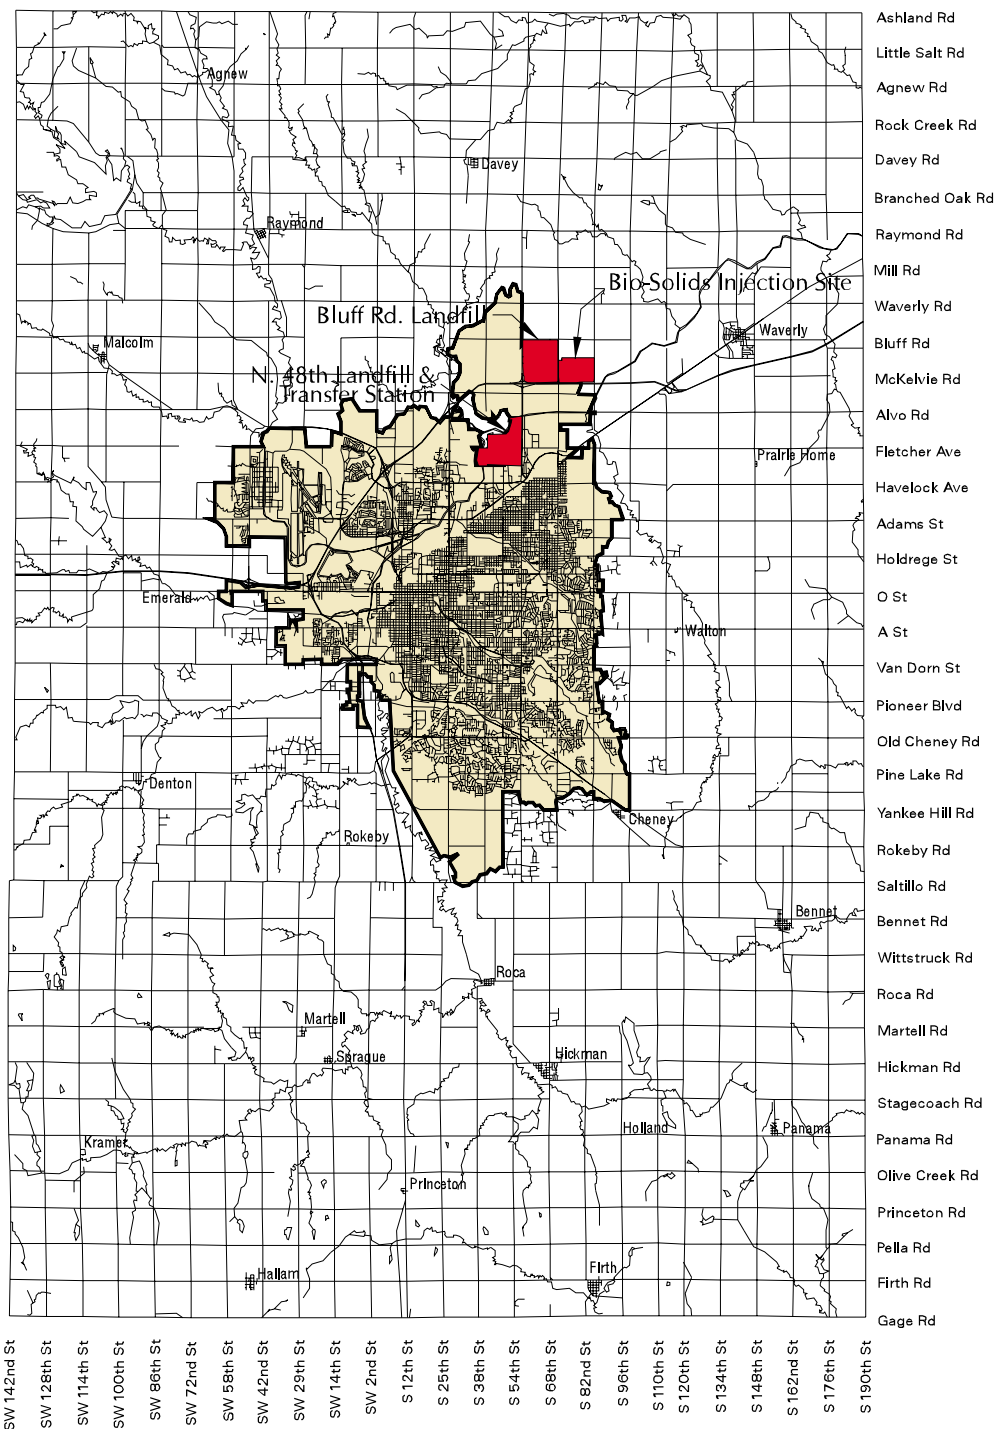 Ashland Rd
Little Salt Rd
Agnew
Agnew Rd
Rock Creek Rd
Davey
Davey Rd
Branched Oak Rd
Raymond
Raymond Rd
Mill Rd
Bio-Solids Injection Site
Waverly Rd
Bluff Rd. Landfill
Waverly
Malcolm
Bluff Rd
N. 48th Landfill &
Transfer Station
McKelvie Rd
Alvo Rd
Prairie Home
Fletcher Ave
Havelock Ave
Adams St
Holdrege St
Emerald
O St
Walton
A St
Van Dorn St
Pioneer Blvd
Old Cheney Rd
Denton
Pine Lake Rd
Cheney
Yankee Hill Rd
Rokeby
Rokeby Rd
Saltillo Rd
Bennet
Bennet Rd
Wittstruck Rd
Roca
Roca Rd
Martell
Martell Rd
Sprague
Hickman
Hickman Rd
Stagecoach Rd
Holland
Panama
Kramer
Panama Rd
Princeton
Olive Creek Rd
Princeton Rd
Pella Rd
Hallam
Firth
Firth Rd
Gage Rd
SW 142nd St
SW 128th St
SW 114th St
SW 100th St
SW 86th St
SW 72nd St
SW 58th St
SW 42nd St
SW 29th St
SW 14th St
SW 2nd St
S 12th St
S 25th St
S 38th St
S 54th St
S 68th St
S 82nd St
S 96th St
S 110th St
S 120th St
S 134th St
S 148th St
S 162nd St
S 176th St
S 190th St